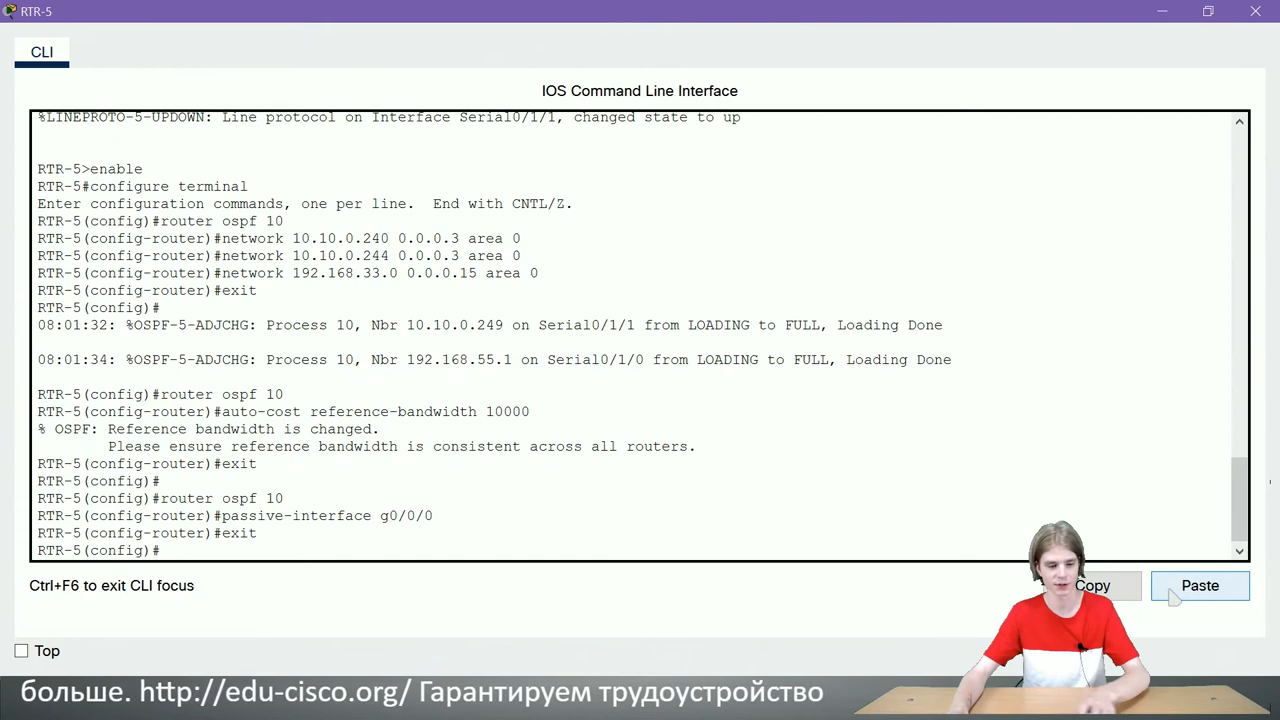 RTR-5
CLI
IOS Command Line Interface
%LINEPROTO-5-UPDOWN: Line protocol on Interface Serial0/1/1, changed state to up
RTR-5>enable
RTR-5#configure terminal
Enter configuration commands, one per line.  End with CNTL/Z.
RTR-5(config)#router ospf 10
RTR-5(config-router)#network 10.10.0.240 0.0.0.3 area 0
RTR-5(config-router)#network 10.10.0.244 0.0.0.3 area 0
RTR-5(config-router)#network 192.168.33.0 0.0.0.15 area 0
RTR-5(config-router)#exit
RTR-5(config)#
08:01:32: %OSPF-5-ADJCHG: Process 10, Nbr 10.10.0.249 on Serial0/1/1 from LOADING to FULL, Loading Done
08:01:34: %OSPF-5-ADJCHG: Process 10, Nbr 192.168.55.1 on Serial0/1/0 from LOADING to FULL, Loading Done
RTR-5(config)#router ospf 10
RTR-5(config-router)#auto-cost reference-bandwidth 10000
% OSPF: Reference bandwidth is changed.
Please ensure reference bandwidth is consistent across all routers.
RTR-5(config-router)#exit
RTR-5(config)#
RTR-5(config)#router ospf 10
RTR-5(config-router)#passive-interface g0/0/0
RTR-5(config-router)#exit
RTR-5(config)#
Ctrl+F6 to exit CLI focus
Copy
Paste
Top
больше. http://edu-cisco.org/ Гарантируем трудоустройство